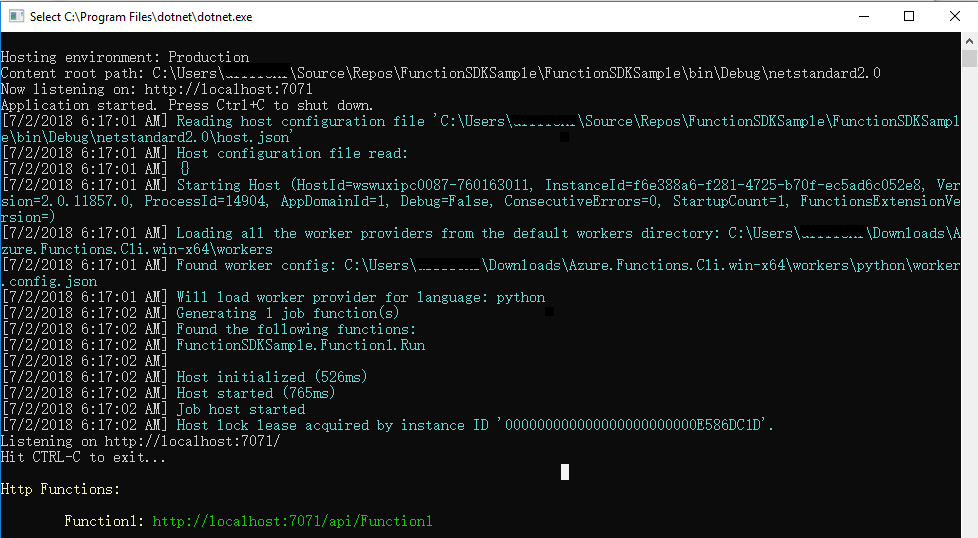 Select C:\Program Files\dotnet\dotnet.exe
Hosting environment: Production
Content root path: C:\Users\ \Source\Repos\FunctionSDKSample\FunctionSDKSample\bin\Debug\netstandard2.0
Now listening on: http://localhost:7071
Application started. Press Ctrl+C to shut down.
[7/2/2018 6:17:01 AM] Reading host configuration file 'C:\Users\ \Source\Repos\FunctionSDKSample\FunctionSDKSampl
e\bin\Debug\netstandard2.0\host.json'
[7/2/2018 6:17:01 AM] Host configuration file read:
[7/2/2018 6:17:01 AM] {}
[7/2/2018 6:17:01 AM] Starting Host (HostId=wswuxipc0087-760163011, InstanceId=f6e388a6-f281-4725-b70f-ec5ad6c052e8, Ver
sion=2.0.11857.0, ProcessId=14904, AppDomainId=1, Debug=False, ConsecutiveErrors=0, StartupCount=1, FunctionsExtensionVe
rsion=)
[7/2/2018 6:17:01 AM] Loading all the worker providers from the default workers directory: C:\Users\ \Downloads\A
zure.Functions.Cli.win-x64\workers
[7/2/2018 6:17:01 AM] Found worker config: C:\Users\ \Downloads\Azure.Functions.Cli.win-x64\workers\python\worker
.config.json
[7/2/2018 6:17:01 AM] Will load worker provider for language: python
[7/2/2018 6:17:02 AM] Generating 1 job function(s)
[7/2/2018 6:17:02 AM] Found the following functions:
[7/2/2018 6:17:02 AM] FunctionSDKSample.Function1.Run
[7/2/2018 6:17:02 AM]
[7/2/2018 6:17:02 AM] Host initialized (526ms)
[7/2/2018 6:17:02 AM] Host started (765ms)
[7/2/2018 6:17:02 AM] Job host started
[7/2/2018 6:17:02 AM] Host lock lease acquired by instance ID '000000000000000000000000E586DC1D'.
Listening on http://localhost:7071/
Hit CTRL-C to exit...
Http Functions:
Function1: http://localhost:7071/api/Function1